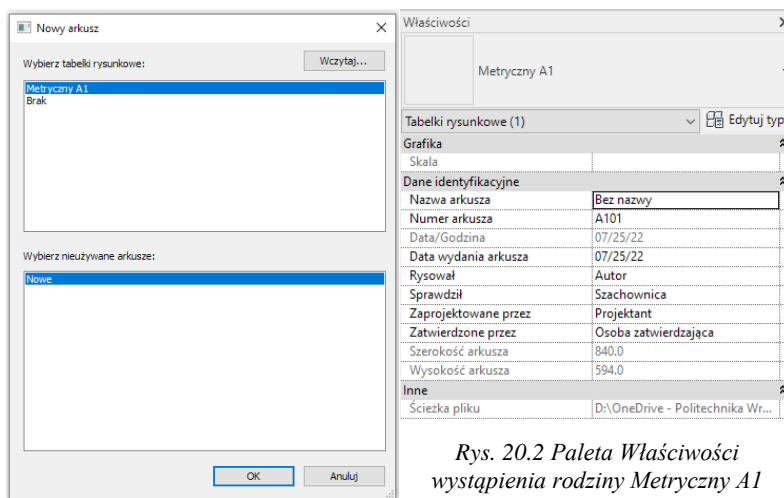 Nowy arkusz
Wybierz tabelki rysunkowe:
Wczytaj...
Metryczny A1
Brak
Wybierz nieużywane arkusze:
Nowe
OK
Anuluj
Właściwości
Metryczny A1
Tabelki rysunkowe (1)
Edytuj typ
Grafika
Skala
Dane identyfikacyjne
Nazwa arkusza Bez nazwy
Numer arkusza A101
Data/Godzina 07/25/22
Data wydania arkusza 07/25/22
Rysował Autor
Sprawdził Szachownica
Zaprojektowane przez Projektant
Zatwierdzone przez Osoba zatwierdzająca
Szerokość arkusza 840.0
Wysokość arkusza 594.0
Inne
Ścieżka pliku D:\OneDrive - Politechnika Wr...
Rys. 20.2 Paleta Właściwości
wystąpienia rodziny Metryczny A1